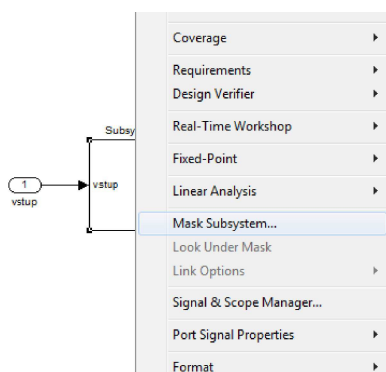 Coverage
Requirements
Design Verifier
Real-Time Workshop
Subsy
Fixed-Point
1
vstup
vstup
Linear Analysis
Mask Subsystem...
Look Under Mask
Link Options
Signal & Scope Manager...
Port Signal Properties
Format